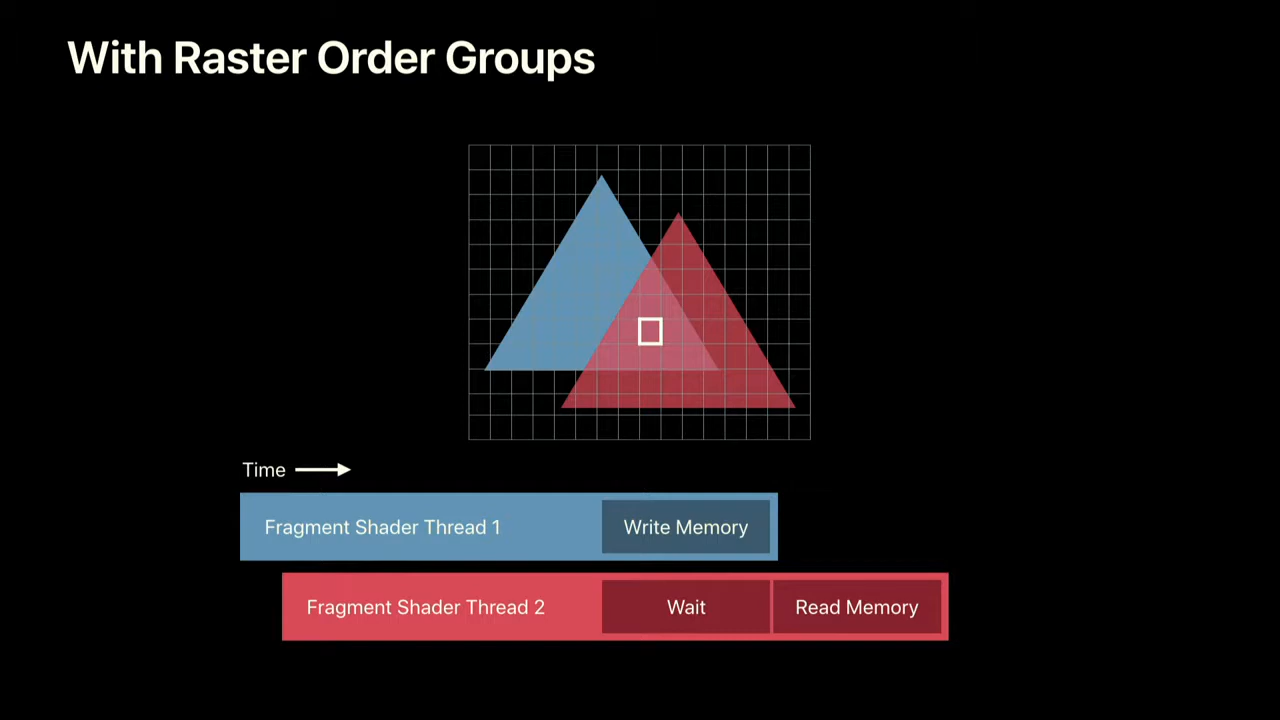 With Raster Order Groups
Time
Fragment Shader Thread 1
Write Memory
Fragment Shader Thread 2
Wait
Read Memory